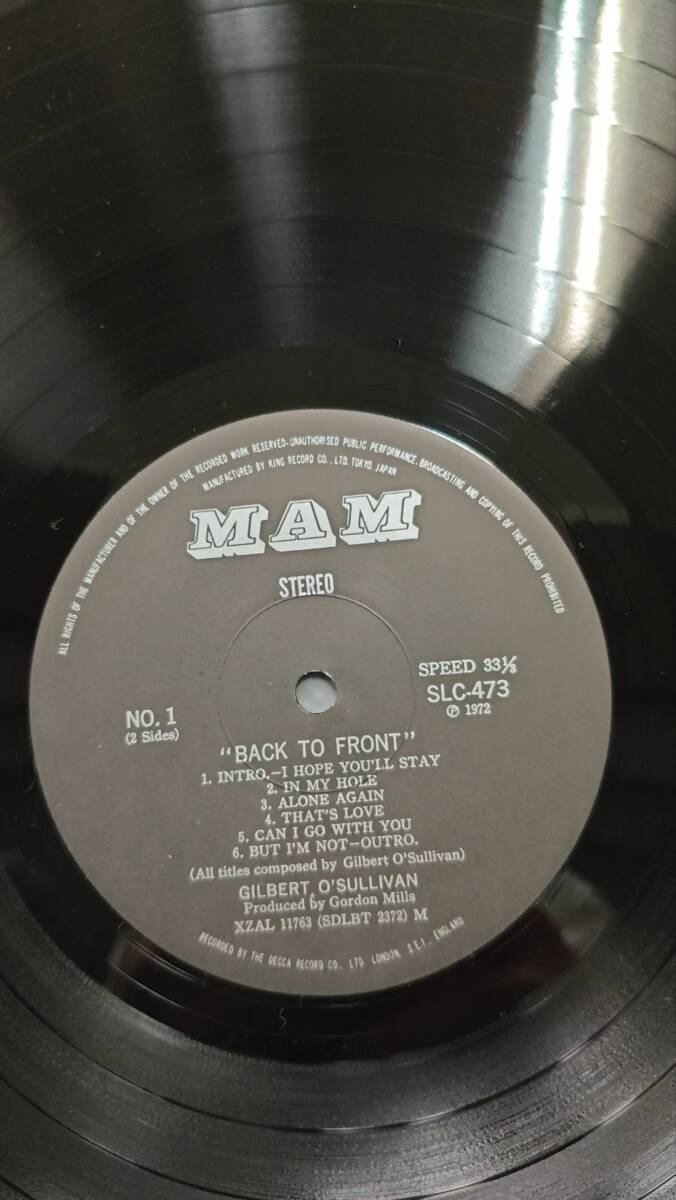 ALL RIGHTS OF THE MANUFACTURER AND OF THE OWNER OF THE RECORDED WORK RESERVED. UNAUTHORISED PUBLIC PERFORMANCE, BROADCASTING AND COPYING OF THIS RECORD PROHIBITED
MANUFACTURED BY KING RECORD CO., LTD. TOKYO. JAPAN
MAM
STEREO
SPEED 33⅓
SLC-473
℗ 1972
NO. 1
(2 Sides)
"BACK TO FRONT"
1. INTRO.–I HOPE YOU'LL STAY
2. IN MY HOLE
3. ALONE AGAIN
4. THAT'S LOVE
5. CAN I GO WITH YOU
6. BUT I'M NOT–OUTRO.
(All titles composed by Gilbert O'Sullivan)
GILBERT O'SULLIVAN
Produced by Gordon Mills
XZAL 11763 (SDLBT 2372) M
RECORDED BY THE DECCA RECORD CO., LTD. LONDON. S.E.I., ENGLAND